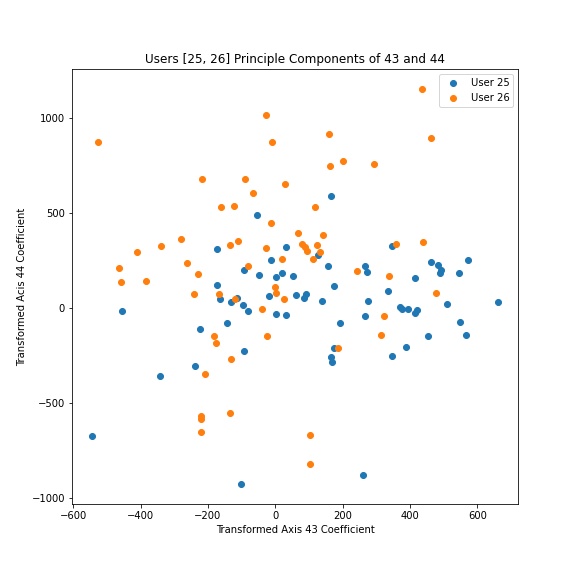 Users [25, 26] Principle Components of 43 and 44
User 25
User 26
1000
500
0
−500
−1000
Transformed Acis 44 Coefficient
−600 −400 −200 0 200 400 600
Transformed Axis 43 Coefficient